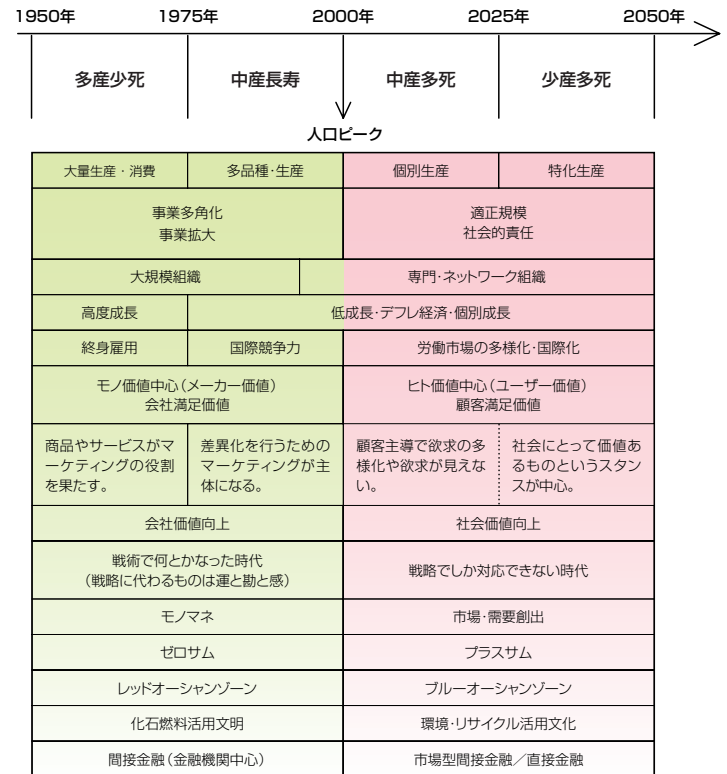 1950年 1975年 2000年 2025年 2050年
多産少死 中産長寿 中産多死 少産多死
人口ピーク
大量生産・消費 多品種・生産 個別生産 特化生産
事業多角化
事業拡大
適正規模
社会的責任
大規模組織 専門・ネットワーク組織
高度成長 低成長・デフレ経済・個別成長
終身雇用 国際競争力 労働市場の多様化・国際化
モノ価値中心(メーカー価値)
会社満足価値
ヒト価値中心(ユーザー価値)
顧客満足価値
商品やサービスがマ
ーケティングの役割
を果たす。
差異化を行うための
マーケティングが主
体になる。
顧客主導で欲求の多
様化や欲求が見えな
い。
社会にとって価値あ
るものというスタン
スが中心。
会社価値向上 社会価値向上
戦術で何とかなった時代
(戦略に代わるものは運と勘と感)
戦略でしか対応できない時代
モノマネ 市場・需要創出
ゼロサム プラスサム
レッドオーシャンゾーン ブルーオーシャンゾーン
化石燃料活用文明 環境・リサイクル活用文化
間接金融(金融機関中心) 市場型間接金融/直接金融